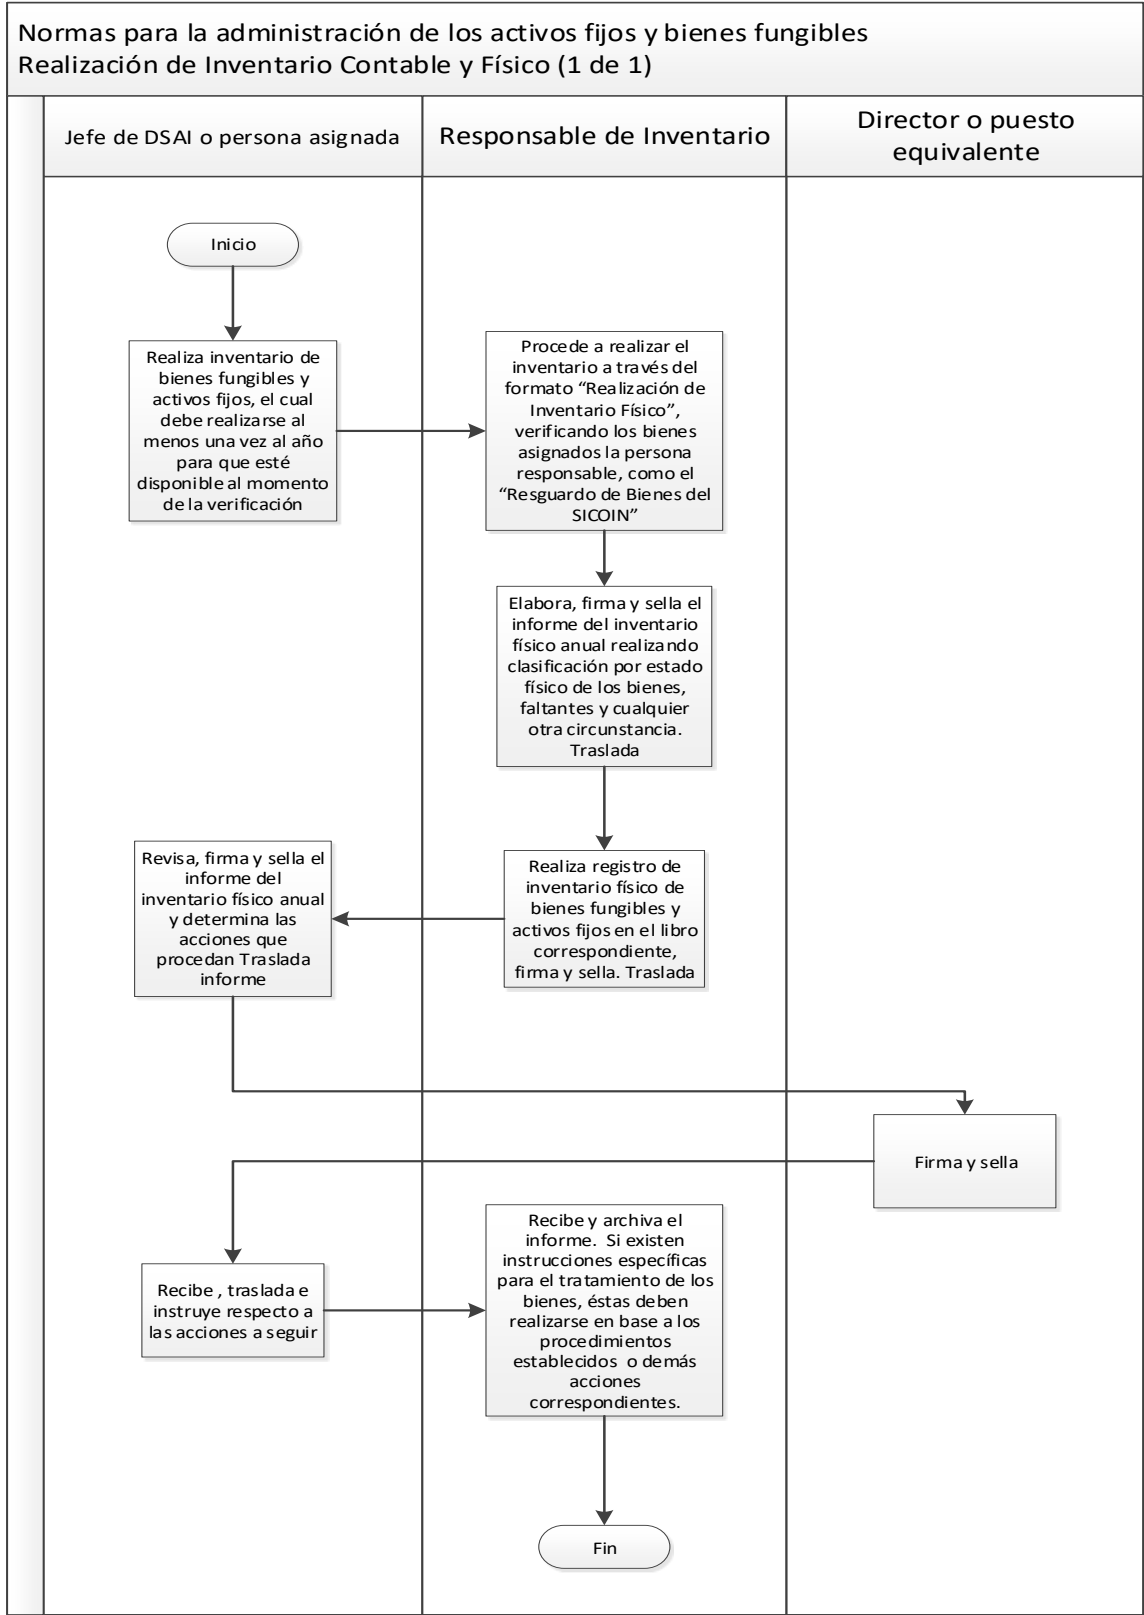 Normas para la administración de los activos fijos y bienes fungibles
Realización de Inventario Contable y Físico (1 de 1)
Jefe de DSAI o persona asignada
Responsable de Inventario
Director o puesto
equivalente
Inicio
Realiza inventario de
bienes fungibles y
activos fijos, el cual
debe realizarse al
menos una vez al año
para que esté
disponible al momento
de la verificación
Procede a realizar el
inventario a través del
formato “Realización de
Inventario Físico”,
verificando los bienes
asignados la persona
responsable, como el
“Resguardo de Bienes del
SICOIN”
Elabora, firma y sella el
informe del inventario
físico anual realizando
clasificación por estado
físico de los bienes,
faltantes y cualquier
otra circunstancia.
Traslada
Realiza registro de
inventario físico de
bienes fungibles y
activos fijos en el libro
correspondiente,
firma y sella. Traslada
Revisa, firma y sella el
informe del
inventario físico anual
y determina las
acciones que
procedan Traslada
informe
Firma y sella
Recibe , traslada e
instruye respecto a
las acciones a seguir
Recibe y archiva el
informe. Si existen
instrucciones específicas
para el tratamiento de los
bienes, éstas deben
realizarse en base a los
procedimientos
establecidos o demás
acciones
correspondientes.
Fin